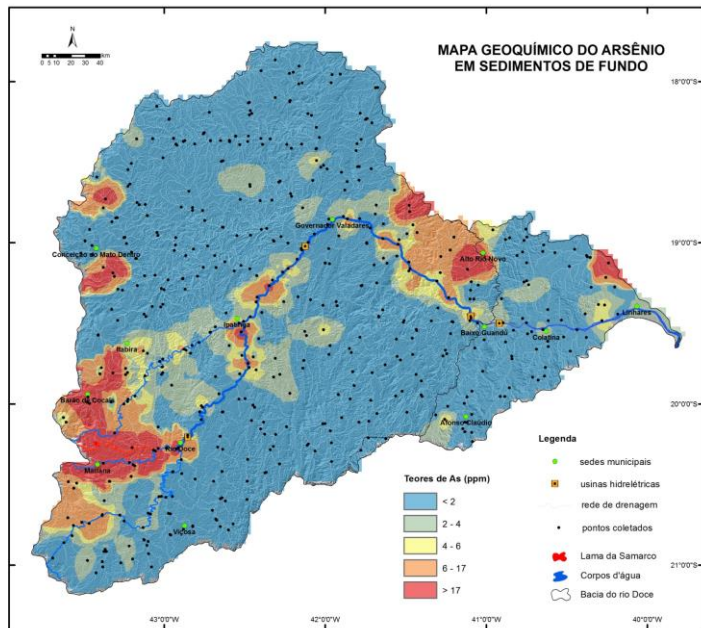 N
0 5 10 20 30 40
km
MAPA GEOQUÍMICO DO ARSÊNIO
EM SEDIMENTOS DE FUNDO
18°0'0"S
19°0'0"S
20°0'0"S
21°0'0"S
Governador Valadares
Conceição do Mato Dentro
Alto Rio Novo
Linhares
Ipatinga
Baixo Guandú
Colatina
Itabira
Barão de Cocais
Afonso Cláudio
Rio Doce
Mariana
Viçosa
Legenda
sedes municipais
usinas hidrelétricas
rede de drenagem
pontos coletados
Lama da Samarco
Corpos d'água
Bacia do rio Doce
Teores de As (ppm)
< 2
2 - 4
4 - 6
6 - 17
> 17
43°0'0"W
42°0'0"W
41°0'0"W
40°0'0"W